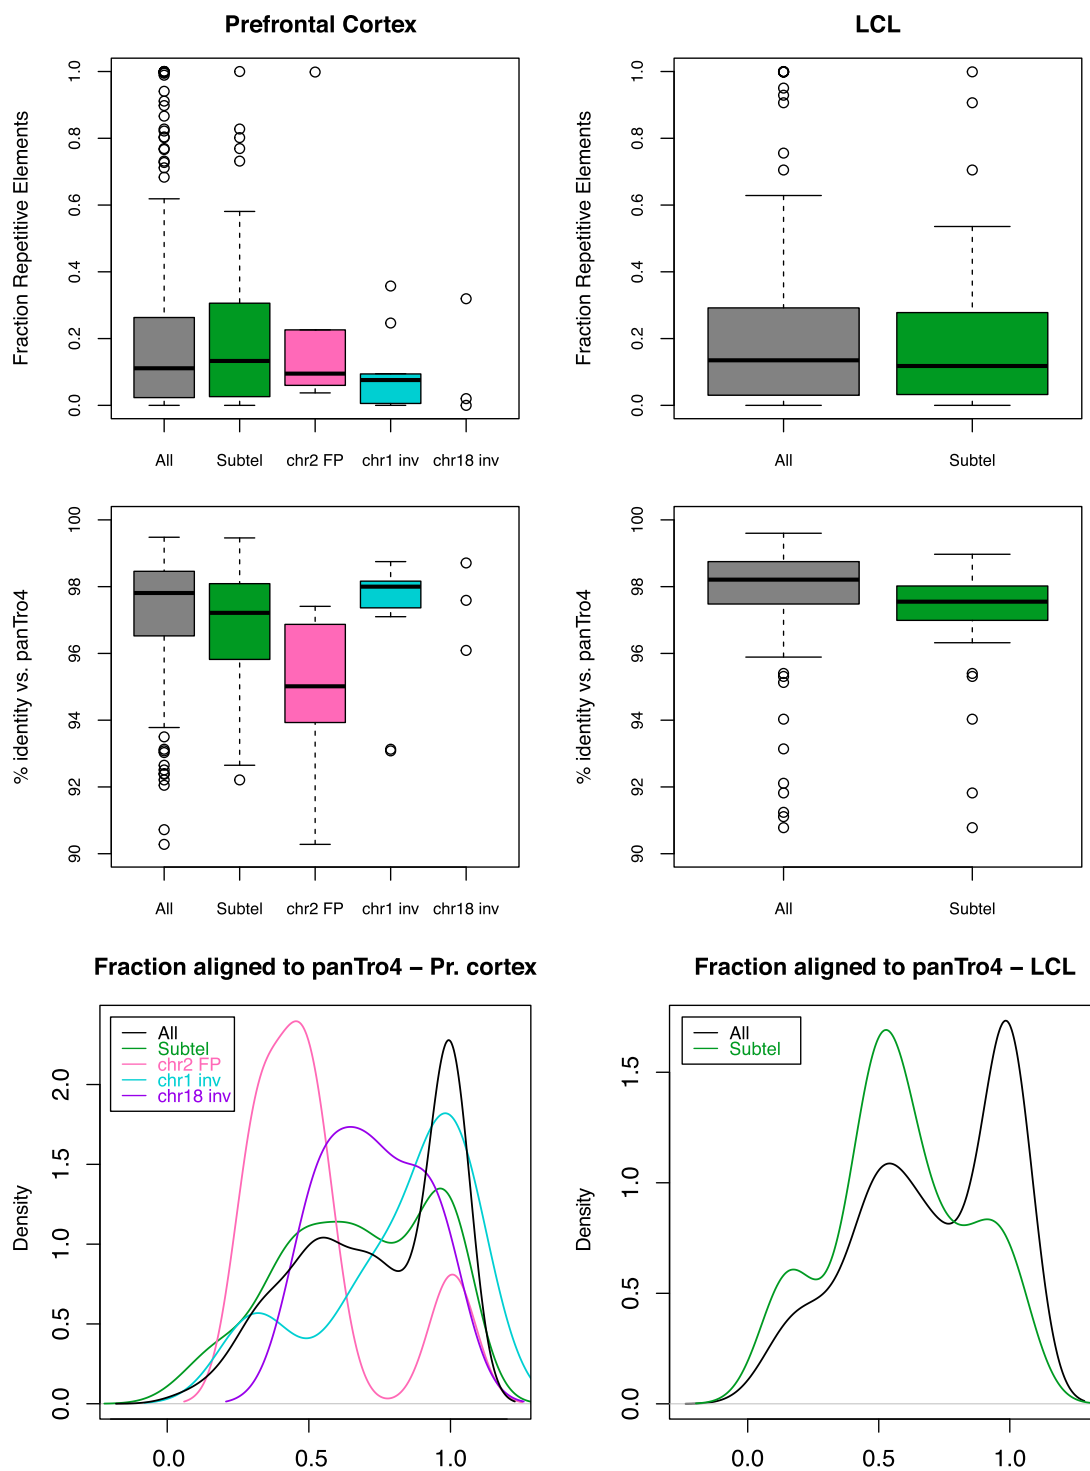 Prefrontal Cortex
Fraction Repetitive Elements
1.0
0.8
0.6
0.4
0.2
0.0
All Subtel chr2 FP chr1 inv chr18 inv
LCL
Fraction Repetitive Elements
1.0
0.8
0.6
0.4
0.2
0.0
All Subtel
% identity vs. panTro4
100
98
96
94
92
90
All Subtel chr2 FP chr1 inv chr18 inv
% identity vs. panTro4
100
98
96
94
92
90
All Subtel
Fraction aligned to panTro4 – Pr. cortex
All
Subtel
chr2 FP
chr1 inv
chr18 inv
Density
2.0
1.5
1.0
0.5
0.0
0.0 0.5 1.0
Fraction aligned to panTro4 – LCL
All
Subtel
Density
1.5
1.0
0.5
0.0
0.0 0.5 1.0